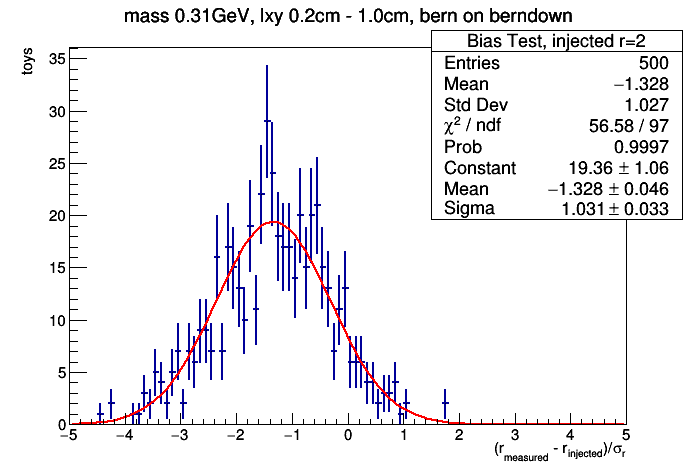 mass 0.31GeV, lxy 0.2cm - 1.0cm, bern on berndown
Bias Test, injected r=2
Entries 500
Mean −1.328
Std Dev 1.027
χ² / ndf 56.58 / 97
Prob 0.9997
Constant 19.36 ± 1.06
Mean −1.328 ± 0.046
Sigma 1.031 ± 0.033
toys
35
30
25
20
15
10
5
0
−5 −4 −3 −2 −1 0 1 2 3 4 5
(r_measured - r_injected)/σ_r